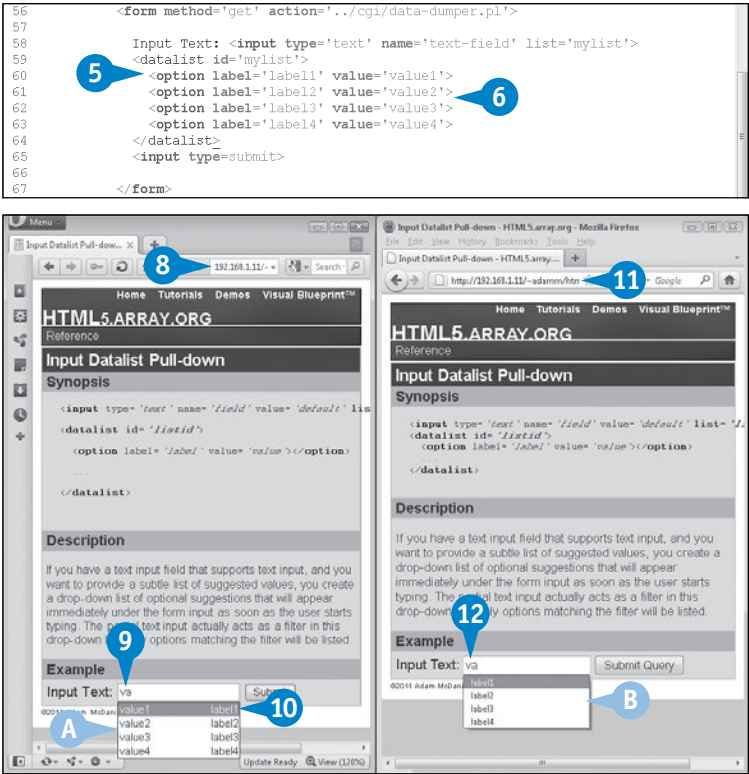 56 <form method='get' action='../cgi/data-dumper.pl'>
57
58 Input Text: <input type='text' name='text-field' list='mylist'>
59 <datalist id='mylist'>
60 <option label='label1' value='value1'>
61 <option label='label2' value='value2'>
62 <option label='label3' value='value3'>
63 <option label='label4' value='value4'>
64 </datalist>
65 <input type=submit>
66
67 </form>
5
6
Menu
Input Datalist Pull-dow...
8
192.168.1.11/~
Search
Home Tutorials Demos Visual Blueprint™
HTML5.ARRAY.ORG
Reference
Input Datalist Pull-down
Synopsis
<input type= 'text' name= 'field' value= 'default' lis
<datalist id= 'listid'>
<option label= 'label' value= 'value'></option>
...
</datalist>
Description
If you have a text input field that supports text input, and you
want to provide a subtle list of suggested values, you create
a drop-down list of optional suggestions that will appear
immediately under the form input as soon as the user starts
typing. The partial text input actually acts as a filter in this
drop-down options matching the filter will be listed.
9
Example
Input Text: va
10
©2011 Adam McDan
value1 label1
value2 label2
value3 label3
value4 label4
A
Update Ready View (120%)
Input Datalist Pull-down - HTML5.array.org - Mozilla Firefox
File Edit View History Bookmarks Tools Help
Input Datalist Pull-down - HTML5.array....
http://192.168.1.11/~adamm/htm
11
Google
Home Tutorials Demos Visual Blueprint™
HTML5.ARRAY.ORG
Reference
Input Datalist Pull-down
Synopsis
<input type= 'text' name= 'field' value= 'default' list= 'l
<datalist id= 'listid'>
<option label= 'label' value= 'value'></option>
...
</datalist>
Description
If you have a text input field that supports text input, and you
want to provide a subtle list of suggested values, you create a
drop-down list of optional suggestions that will appear
immediately under the form input as soon as the user starts
typing. The partial text input actually acts as a filter in this
drop-down options matching the filter will be listed.
12
Example
Input Text: va Submit Query
©2011 Adam McDan
label1
label2
label3
label4
B